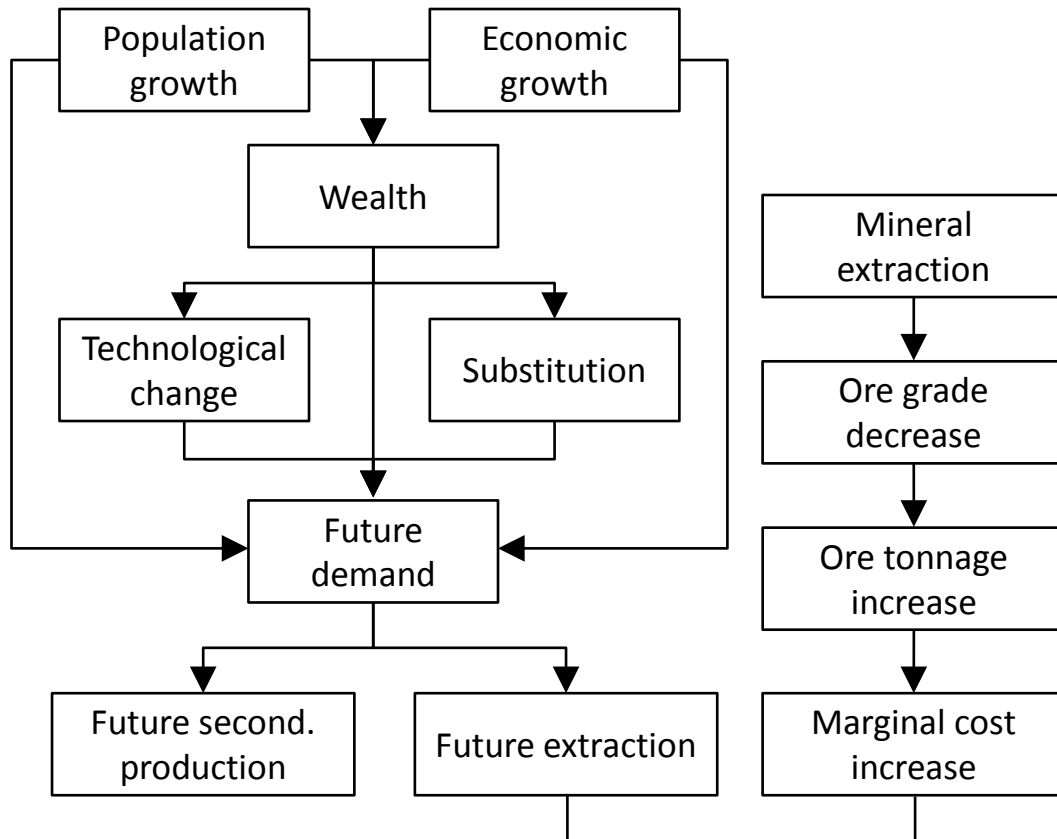 Population
growth
Economic
growth
Wealth
Mineral
extraction
Technological
change
Substitution
Ore grade
decrease
Future
demand
Ore tonnage
increase
Future second.
production
Future extraction
Marginal cost
increase